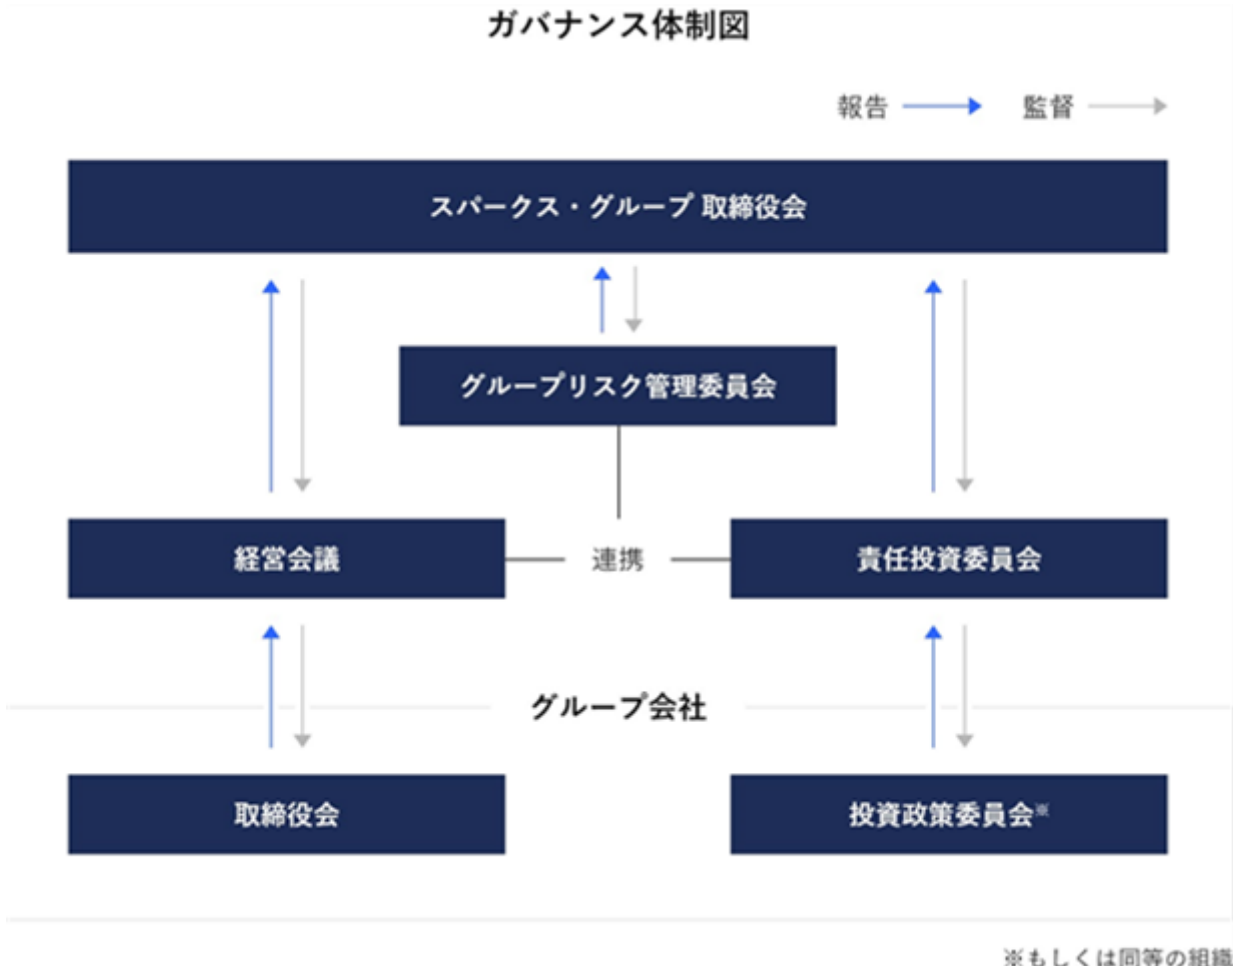 ガバナンス体制図
報告
監督
スパークス・グループ 取締役会
グループリスク管理委員会
経営会議
連携
責任投資委員会
グループ会社
取締役会
投資政策委員会※
※もしくは同等の組織